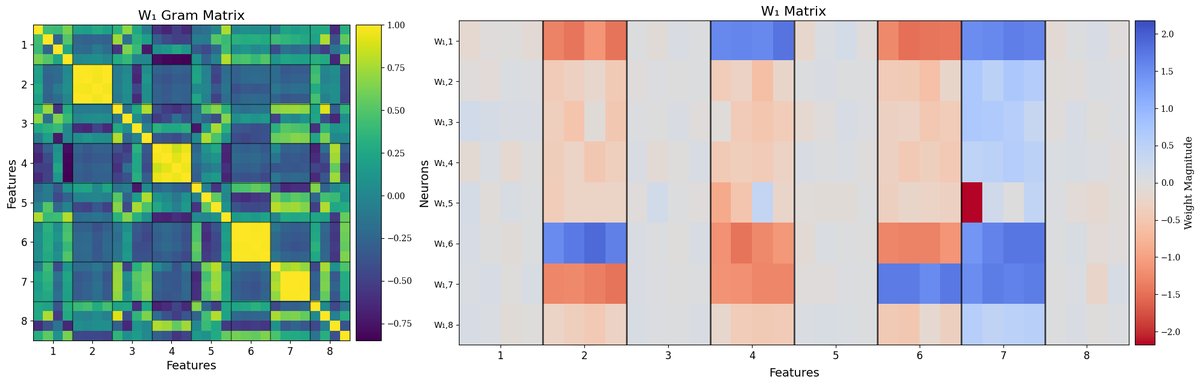 W₁ Gram Matrix
Features
1
2
3
4
5
6
7
8
1 2 3 4 5 6 7 8
Features
1.00
0.75
0.50
0.25
0.00
−0.25
−0.50
−0.75
W₁ Matrix
Neurons
W₁,1
W₁,2
W₁,3
W₁,4
W₁,5
W₁,6
W₁,7
W₁,8
1 2 3 4 5 6 7 8
Features
2.0
1.5
1.0
0.5
0.0
−0.5
−1.0
−1.5
−2.0
Weight Magnitude